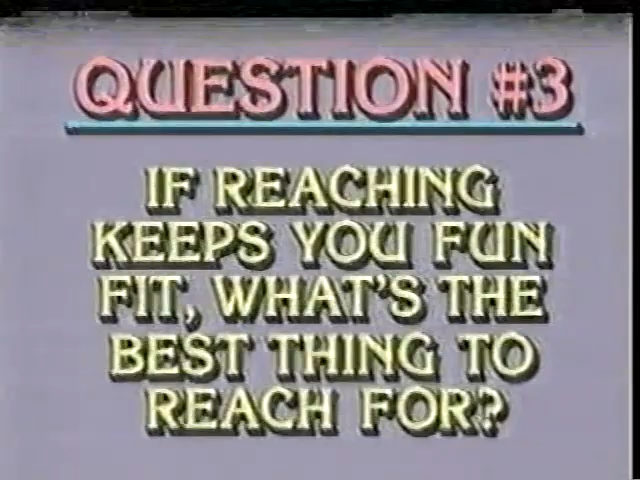 QUESTION #3
IF REACHING
KEEPS YOU FUN
FIT, WHAT'S THE
BEST THING TO
REACH FOR?